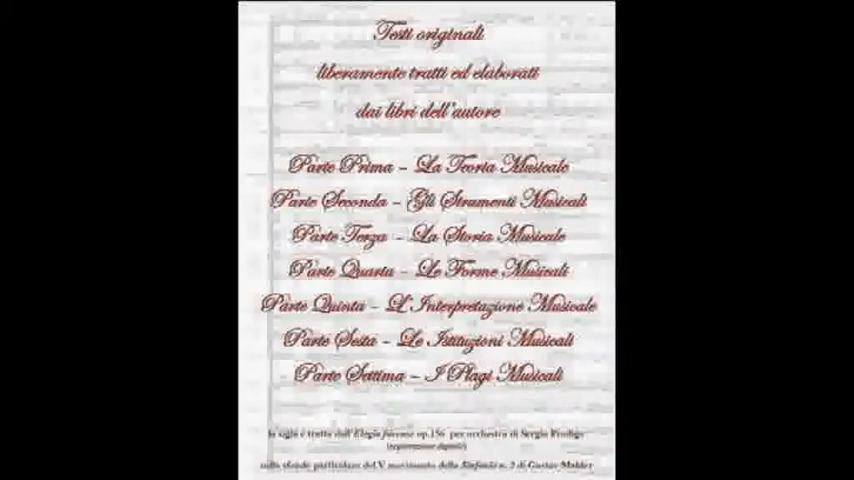 Testi originali
liberamente tratti ed elaborati
dai libri dell'autore
Parte Prima – La Teoria Musicale
Parte Seconda – Gli Strumenti Musicali
Parte Terza – La Storia Musicale
Parte Quarta – Le Forme Musicali
Parte Quinta – L'Interpretazione Musicale
Parte Sesta – Le Istituzioni Musicali
Parte Settima – I Plagi Musicali
la sigla è tratta dall'Elegia op.156 per orchestra di Sergio Prodigo
sullo sfondo particolare del V movimento della Sinfonia n. 2 di Gustav Mahler